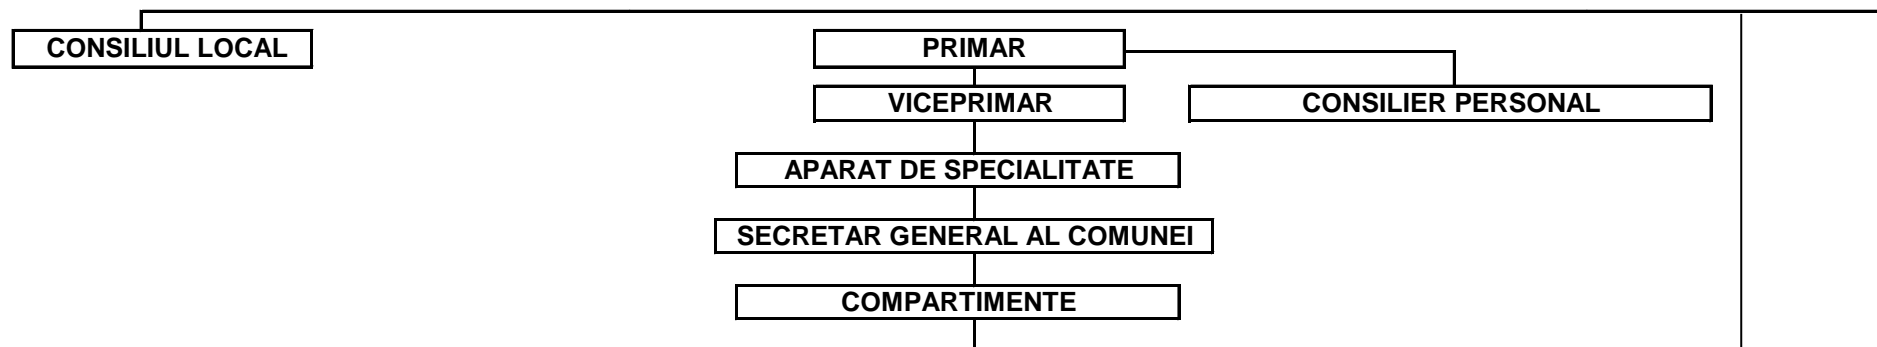 CONSILIUL LOCAL
PRIMAR
VICEPRIMAR
CONSILIER PERSONAL
APARAT DE SPECIALITATE
SECRETAR GENERAL AL COMUNEI
COMPARTIMENTE